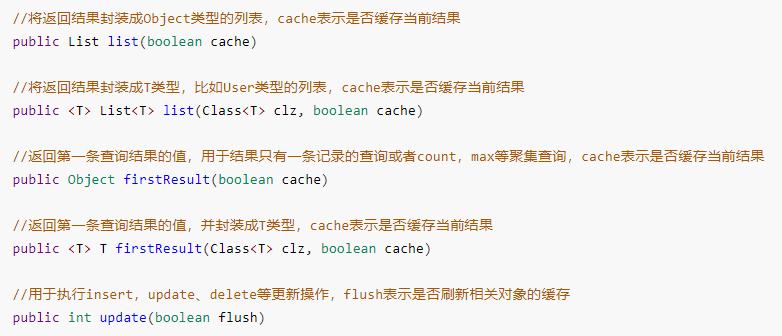 //将返回结果封装成Object类型的列表，cache表示是否缓存当前结果
public List list(boolean cache)
//将返回结果封装成T类型，比如User类型的列表，cache表示是否缓存当前结果
public <T> List<T> list(Class<T> clz, boolean cache)
//返回第一条查询结果的值，用于结果只有一条记录的查询或者count，max等聚集查询，cache表示是否缓存当前结果
public Object firstResult(boolean cache)
//返回第一条查询结果的值，并封装成T类型，cache表示是否缓存当前结果
public <T> T firstResult(Class<T> clz, boolean cache)
//用于执行insert，update、delete等更新操作，flush表示是否刷新相关对象的缓存
public int update(boolean flush)